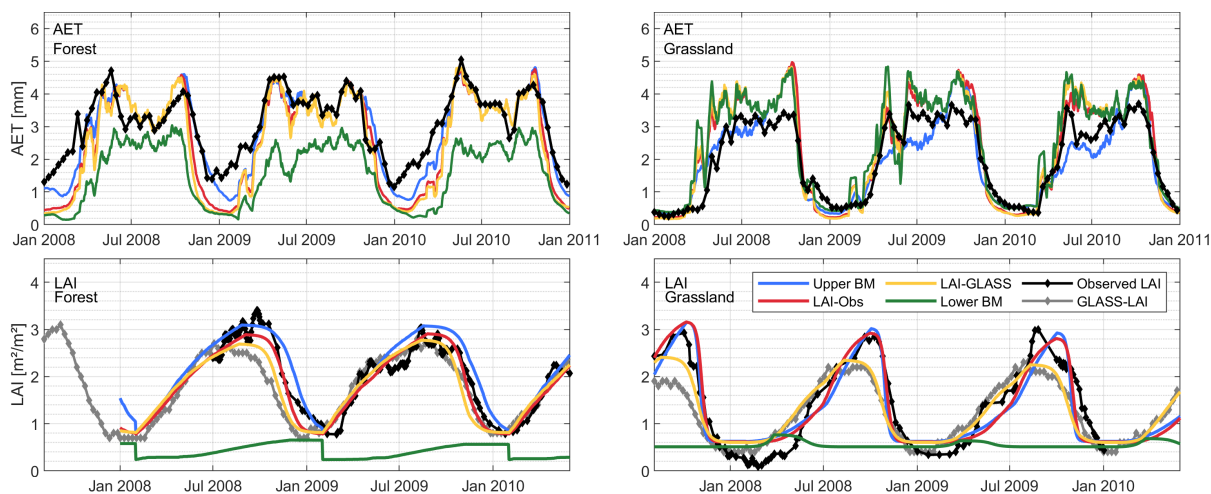 AET
Forest
AET [mm]
6
5
4
3
2
1
0
Jan 2008
Jul 2008
Jan 2009
Jul 2009
Jan 2010
Jul 2010
Jan 2011
AET
Grassland
6
5
4
3
2
1
0
Jan 2008
Jul 2008
Jan 2009
Jul 2009
Jan 2010
Jul 2010
Jan 2011
LAI
Forest
LAI [m²/m²]
4
3
2
1
0
Jan 2008
Jul 2008
Jan 2009
Jul 2009
Jan 2010
LAI
Grassland
Upper BM
LAI-GLASS
Observed LAI
LAI-Obs
Lower BM
GLASS-LAI
4
3
2
1
0
Jan 2008
Jul 2008
Jan 2009
Jul 2009
Jan 2010